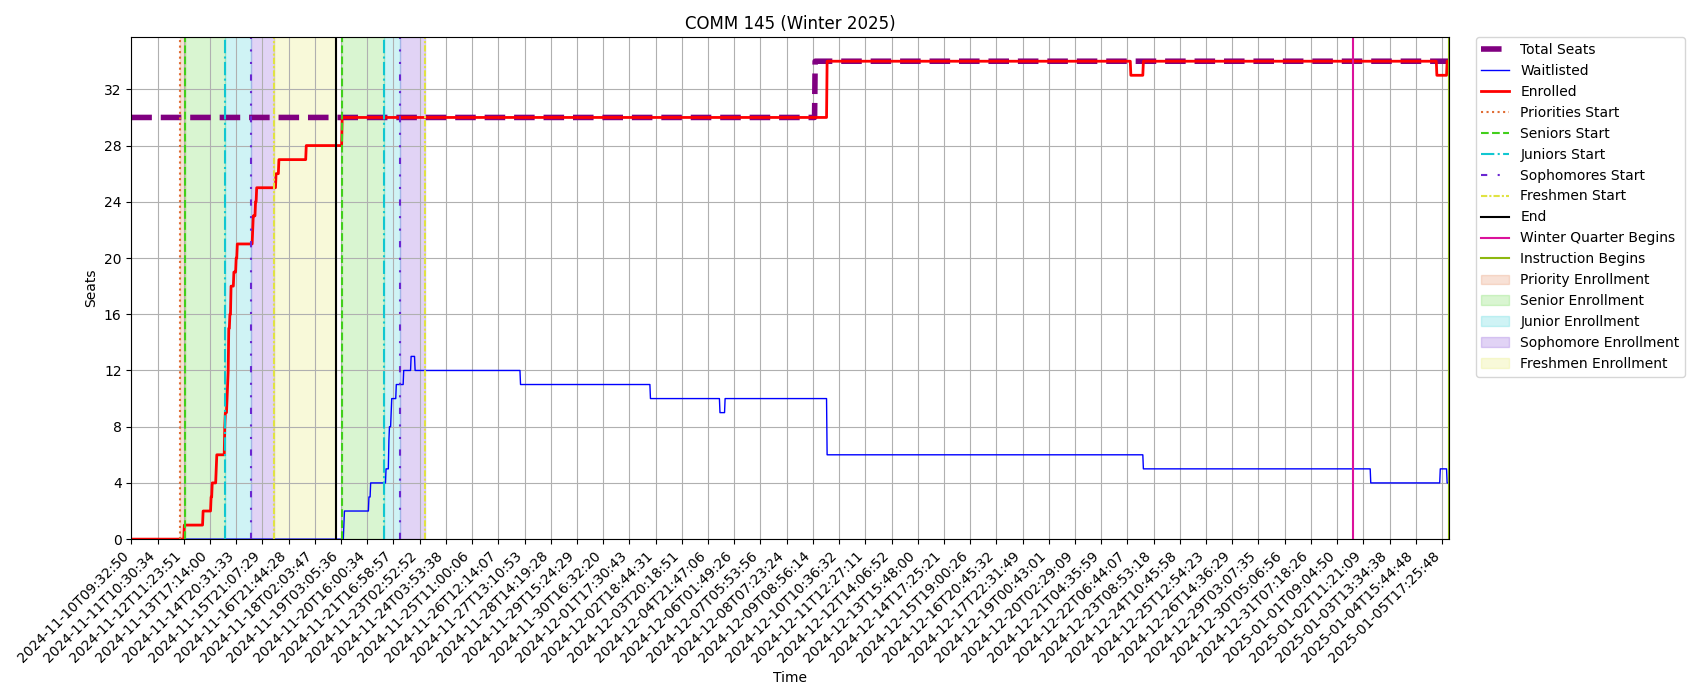 COMM 145 (Winter 2025)
Seats
32
28
24
20
16
12
8
4
0
2024-11-10T09:32:50
2024-11-11T10:30:34
2024-11-12T11:23:51
2024-11-13T17:14:00
2024-11-14T20:31:33
2024-11-15T21:07:29
2024-11-16T21:44:28
2024-11-18T02:03:47
2024-11-19T03:05:36
2024-11-20T16:00:34
2024-11-21T16:58:57
2024-11-23T02:52:52
2024-11-24T03:53:38
2024-11-25T11:00:06
2024-11-26T12:14:07
2024-11-27T13:10:53
2024-11-28T14:19:28
2024-11-29T15:24:29
2024-11-30T16:32:20
2024-12-01T17:30:43
2024-12-02T18:44:31
2024-12-03T20:18:51
2024-12-04T21:47:06
2024-12-06T01:49:26
2024-12-07T05:53:56
2024-12-08T07:23:24
2024-12-09T08:56:14
2024-12-10T10:36:32
2024-12-11T12:27:11
2024-12-12T14:06:52
2024-12-13T15:48:00
2024-12-14T17:25:21
2024-12-15T19:00:26
2024-12-16T20:45:32
2024-12-17T22:31:49
2024-12-19T00:43:01
2024-12-20T02:29:09
2024-12-21T04:35:59
2024-12-22T06:44:07
2024-12-23T08:53:18
2024-12-24T10:45:58
2024-12-25T12:54:23
2024-12-26T14:36:29
2024-12-29T03:07:35
2024-12-30T05:06:56
2024-12-31T07:18:26
2025-01-01T09:04:50
2025-01-02T11:21:09
2025-01-03T13:34:38
2025-01-04T15:44:48
2025-01-05T17:25:48
Time
Total Seats
Waitlisted
Enrolled
Priorities Start
Seniors Start
Juniors Start
Sophomores Start
Freshmen Start
End
Winter Quarter Begins
Instruction Begins
Priority Enrollment
Senior Enrollment
Junior Enrollment
Sophomore Enrollment
Freshmen Enrollment